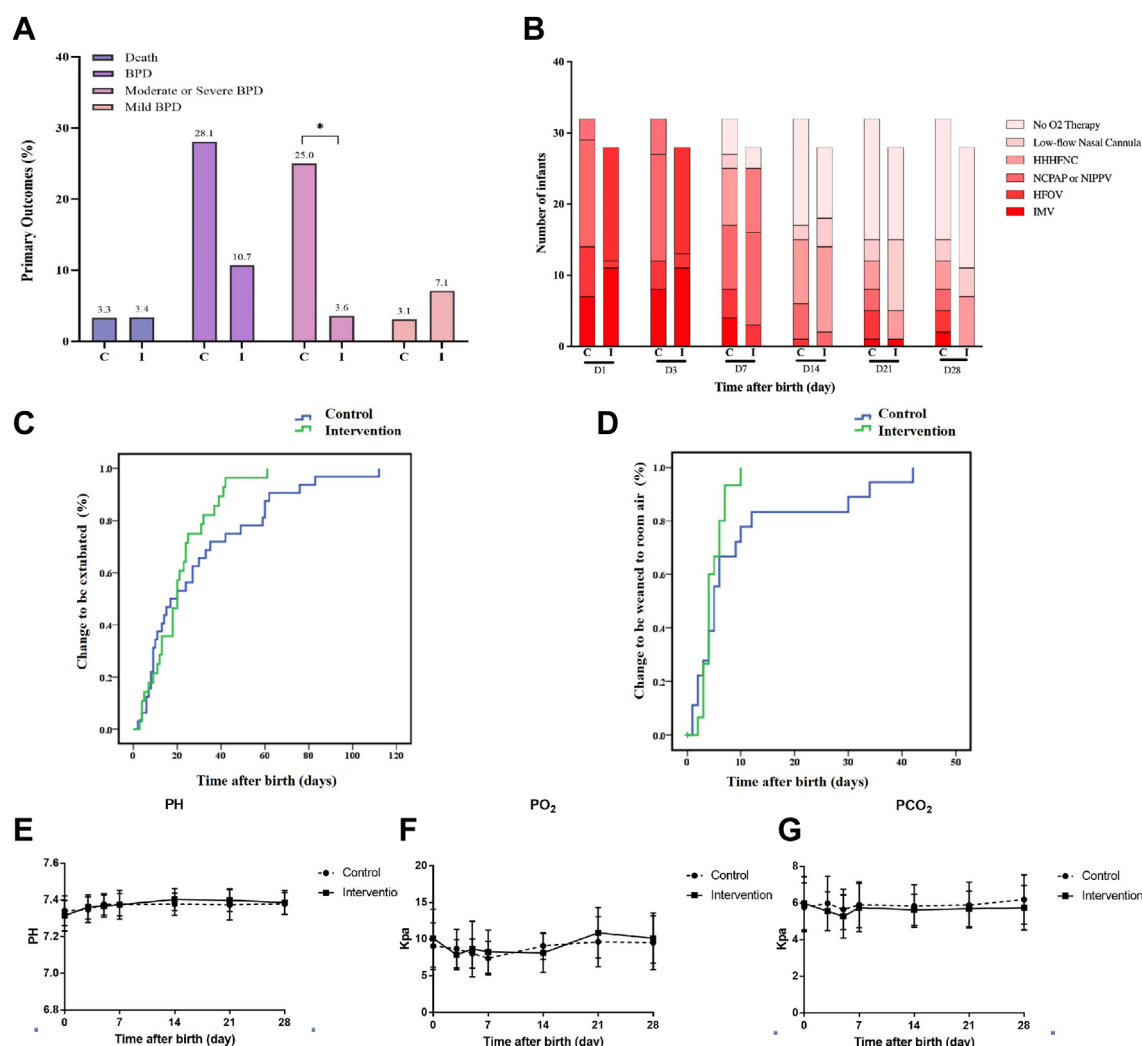 A
Death
BPD
Moderate or Severe BPD
Mild BPD
Primary Outcomes (%)
40
30
20
10
0
3.3
3.4
28.1
10.7
25.0
*
3.6
3.1
7.1
C I C I C I C I
B
Number of infants
40
30
20
10
0
No O2 Therapy
Low-flow Nasal Cannula
HHHFNC
NCPAP or NIPPV
HFOV
IMV
C I C I C I C I C I C I
D1 D3 D7 D14 D21 D28
Time after birth (day)
C
Control
Intervention
Change to be extubated (%)
1.0
0.8
0.6
0.4
0.2
0.0
0 20 40 60 80 100 120
Time after birth (days)
D
Control
Intervention
Change to be weaned to room air (%)
1.0
0.8
0.6
0.4
0.2
0.0
0 10 20 30 40 50
Time after birth (days)
E
PH
PH
7.6
7.4
7.2
7.0
6.8
0 7 14 21 28
Time after birth (day)
Control
Interventio
F
PO2
Kpa
20
15
10
5
0
0 7 14 21 28
Time after birth (day)
Control
Intervention
G
PCO2
Kpa
8
6
4
2
0
0 7 14 21 28
Time after birth (day)
Control
Intervention